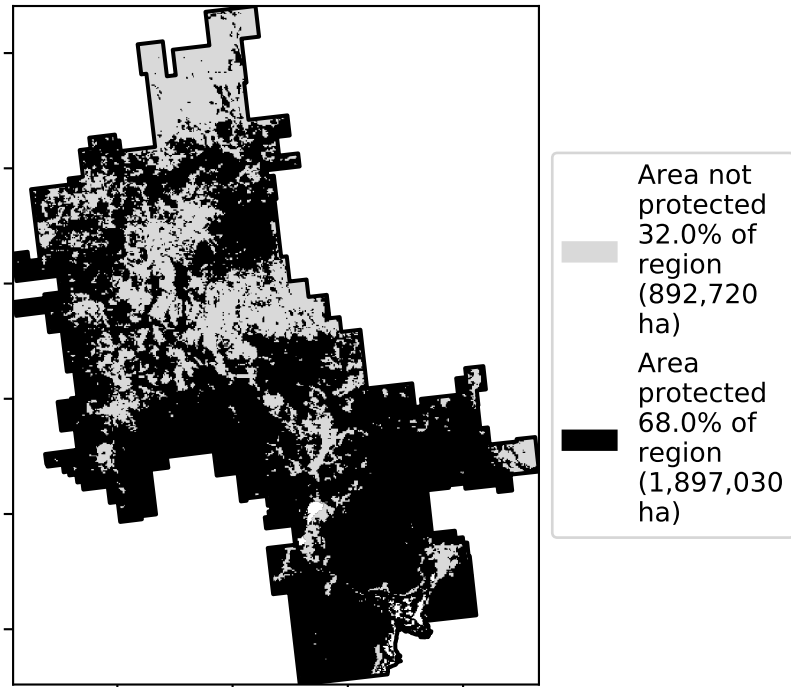 Area not
protected
32.0% of
region
(892,720
ha)
Area
protected
68.0% of
region
(1,897,030
ha)